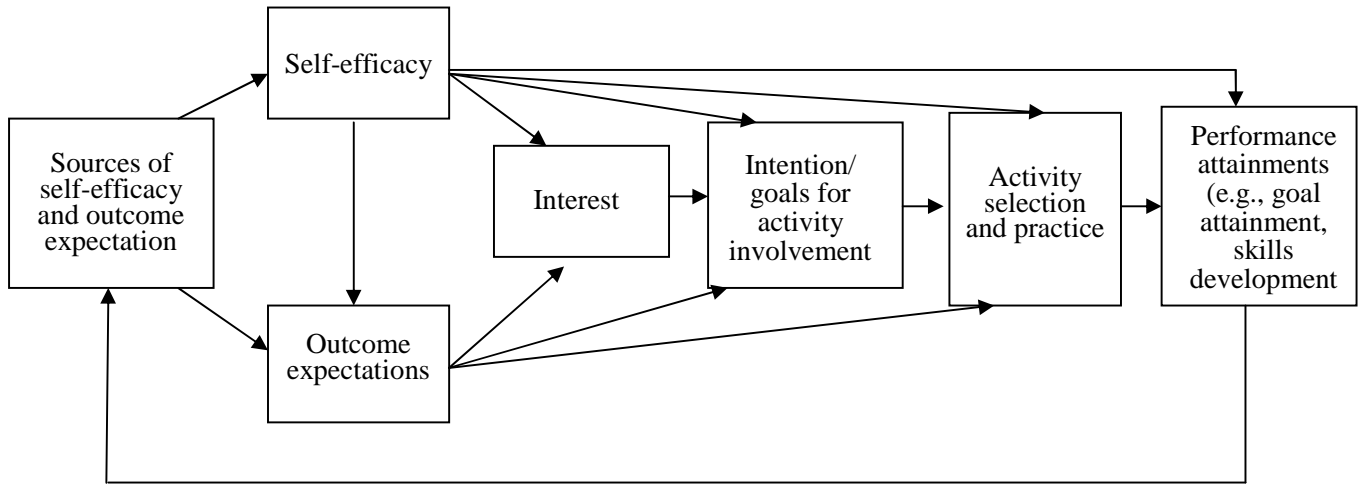 Self-efficacy
Sources of
self-efficacy
and outcome
expectation
Outcome
expectations
Interest
Intention/
goals for
activity
involvement
Activity
selection
and practice
Performance
attainments
(e.g., goal
attainment,
skills
development